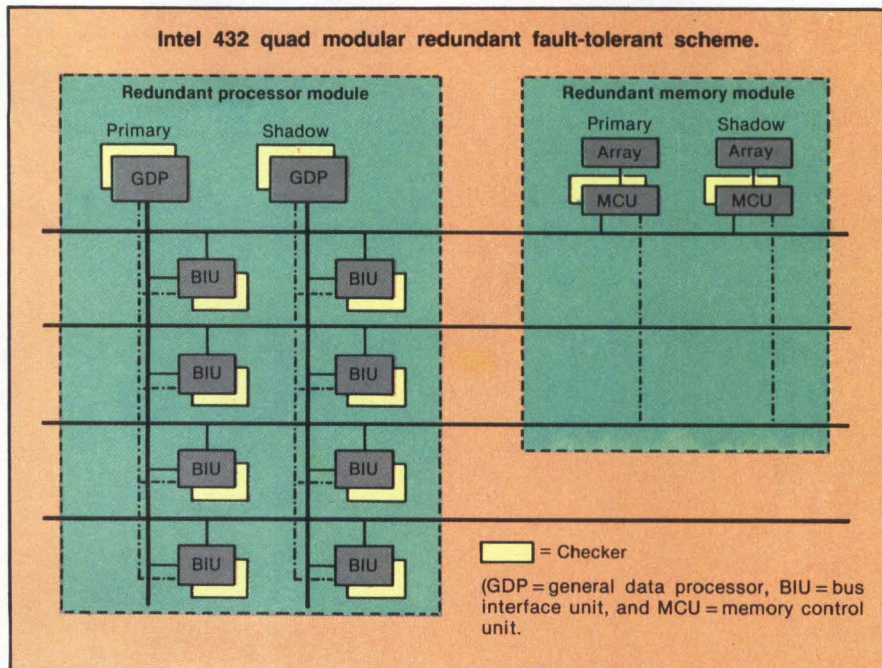 Intel 432 quad modular redundant fault-tolerant scheme.
Redundant processor module
Primary
Shadow
GDP
GDP
BIU
BIU
BIU
BIU
BIU
BIU
BIU
BIU
Redundant memory module
Primary
Shadow
Array
Array
MCU
MCU
= Checker
(GDP = general data processor, BIU = bus
interface unit, and MCU = memory control
unit.